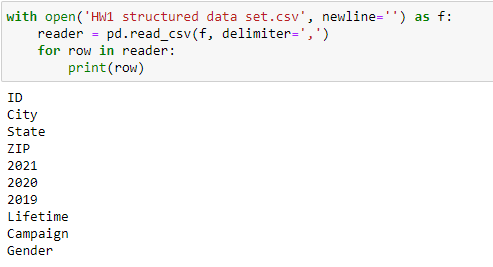 with open('HW1 structured data set.csv', newline='') as f:
    reader = pd.read_csv(f, delimiter=',')
    for row in reader:
        print(row)
ID
City
State
ZIP
2021
2020
2019
Lifetime
Campaign
Gender